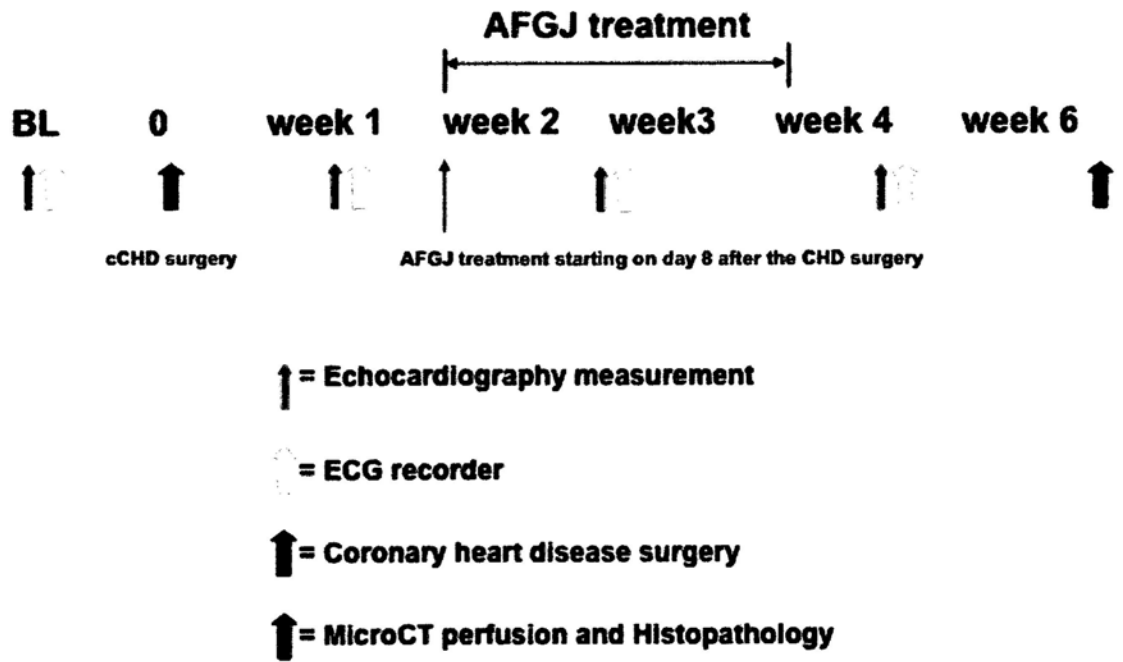 AFGJ treatment
BL 0 week 1 week 2 week3 week 4 week 6
cCHD surgery AFGJ treatment starting on day 8 after the CHD surgery
= Echocardiography measurement
= ECG recorder
= Coronary heart disease surgery
= MicroCT perfusion and Histopathology